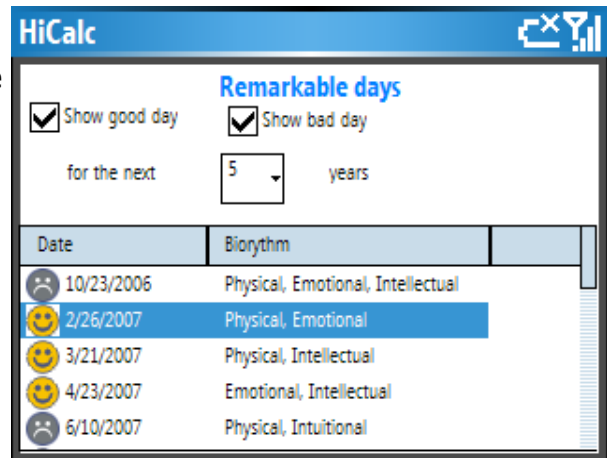 HiCalc
e
Remarkable days
Show good day Show bad day
for the next 5 years
Date Biorythm
10/23/2006 Physical, Emotional, Intellectual
2/26/2007 Physical, Emotional
3/21/2007 Physical, Intellectual
4/23/2007 Emotional, Intellectual
6/10/2007 Physical, Intuitional